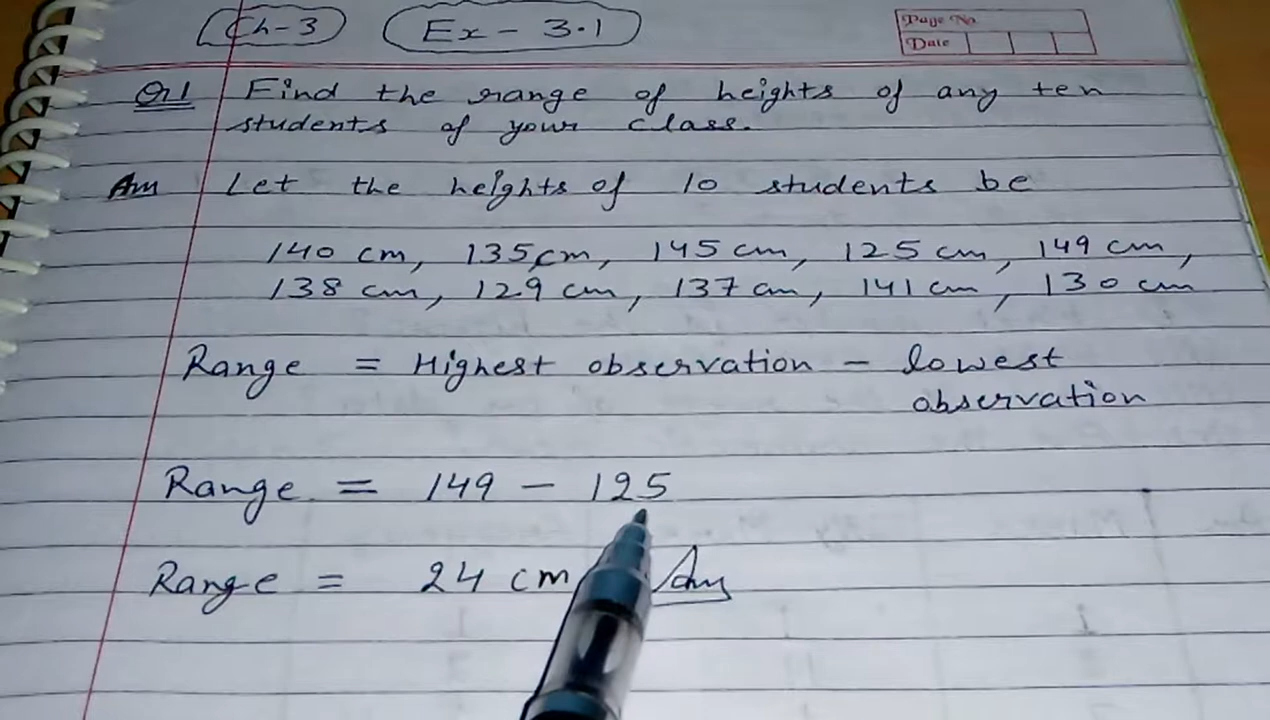 Ch-3 Ex - 3.1
Page No.
Date
Qn1 Find the range of heights of any ten
students of your class.
Ans Let the heights of 10 students be
140 cm, 135 cm, 145 cm, 125 cm, 149 cm,
138 cm, 129 cm, 137 cm, 141 cm, 130 cm
Range = Highest observation - lowest
observation
Range = 149 - 125
Range = 24 cm Ans